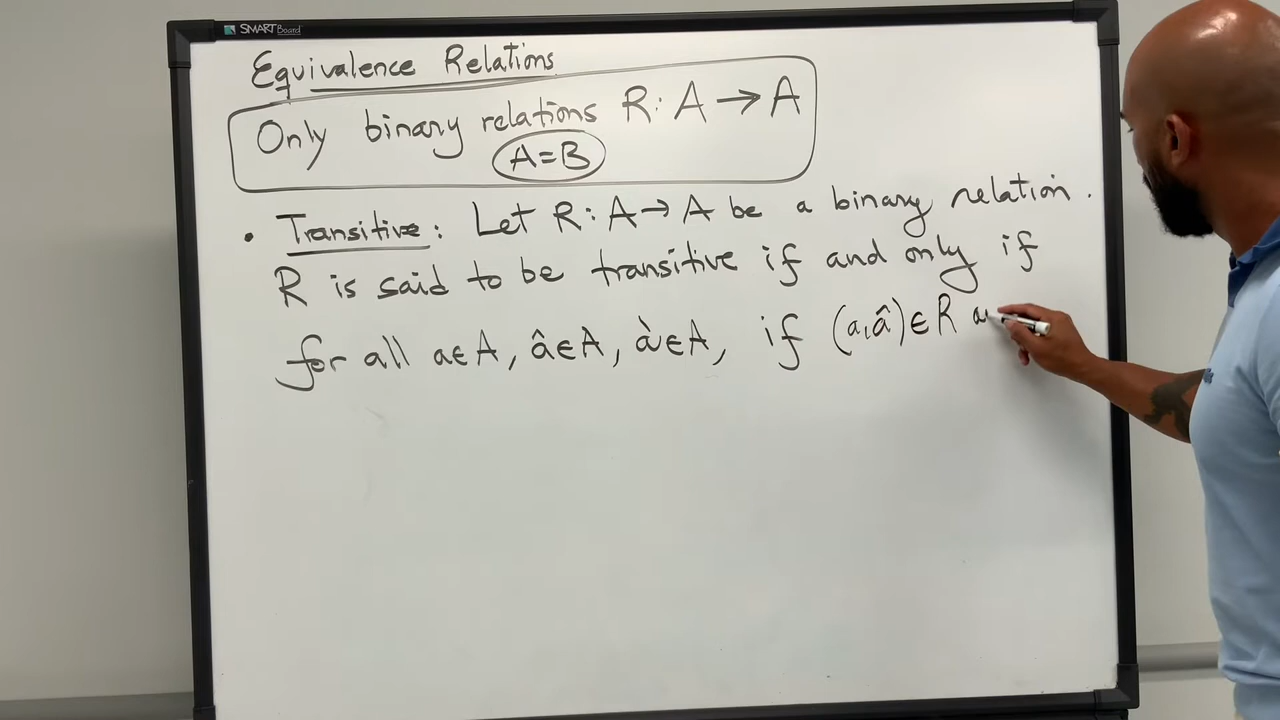 SMART Board
Equivalence Relations
Only binary relations R: A → A
A=B
• Transitive: Let R: A → A be a binary relation.
R is said to be transitive if and only if
for all a∈A, â∈A, à∈A, if (a,â)∈R a